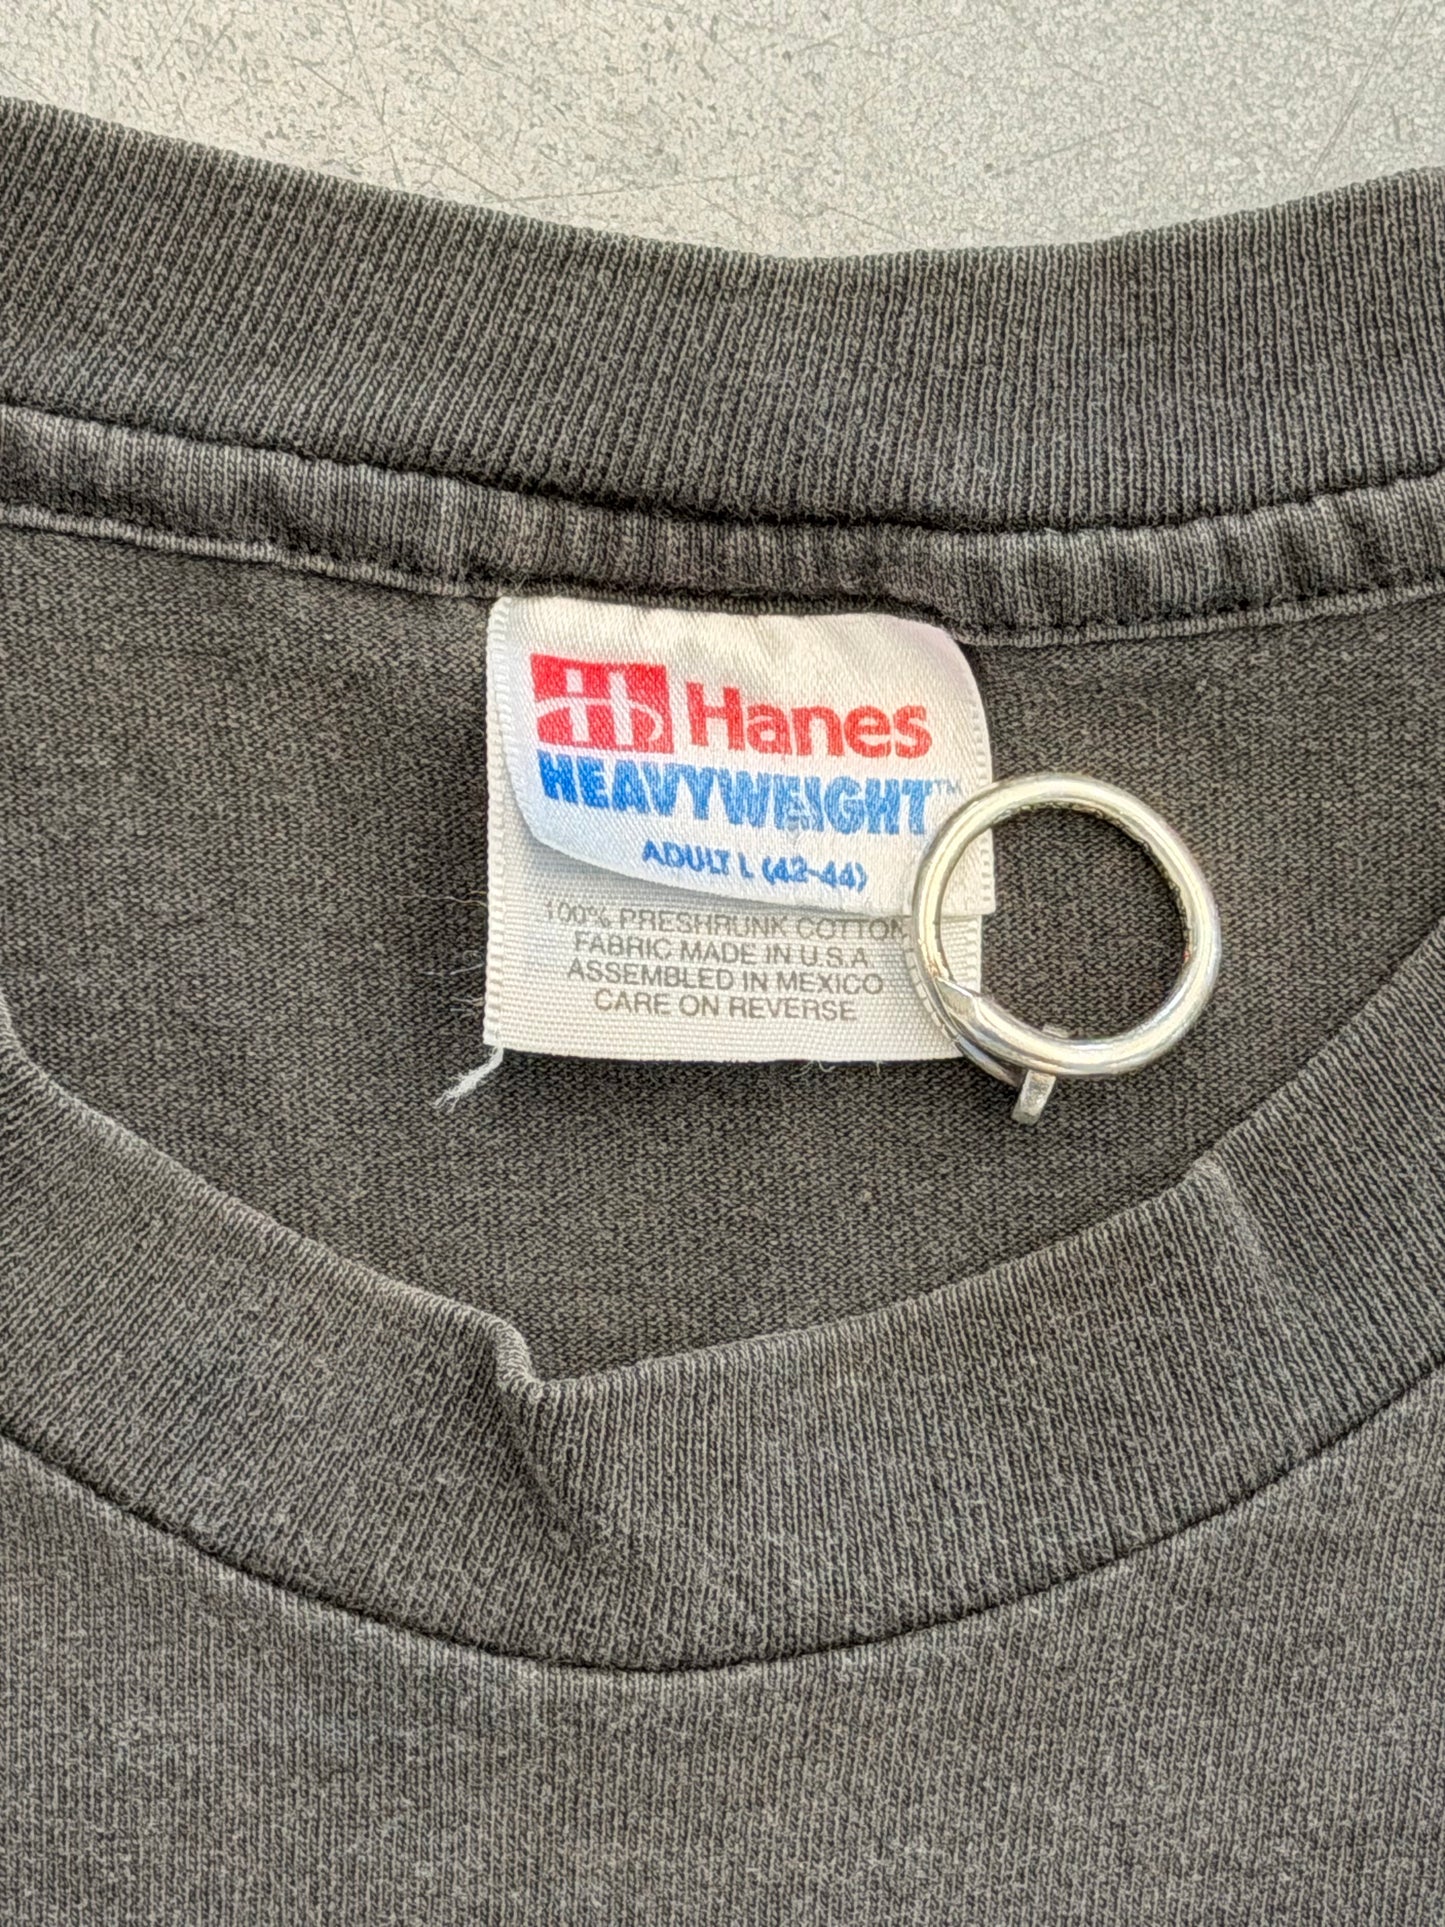 Hanes
HEAVYWEIGHT™
ADULT L (42-44)
100% PRESHRUNK COTTON
FABRIC MADE IN U.S.A
ASSEMBLED IN MEXICO
CARE ON REVERSE